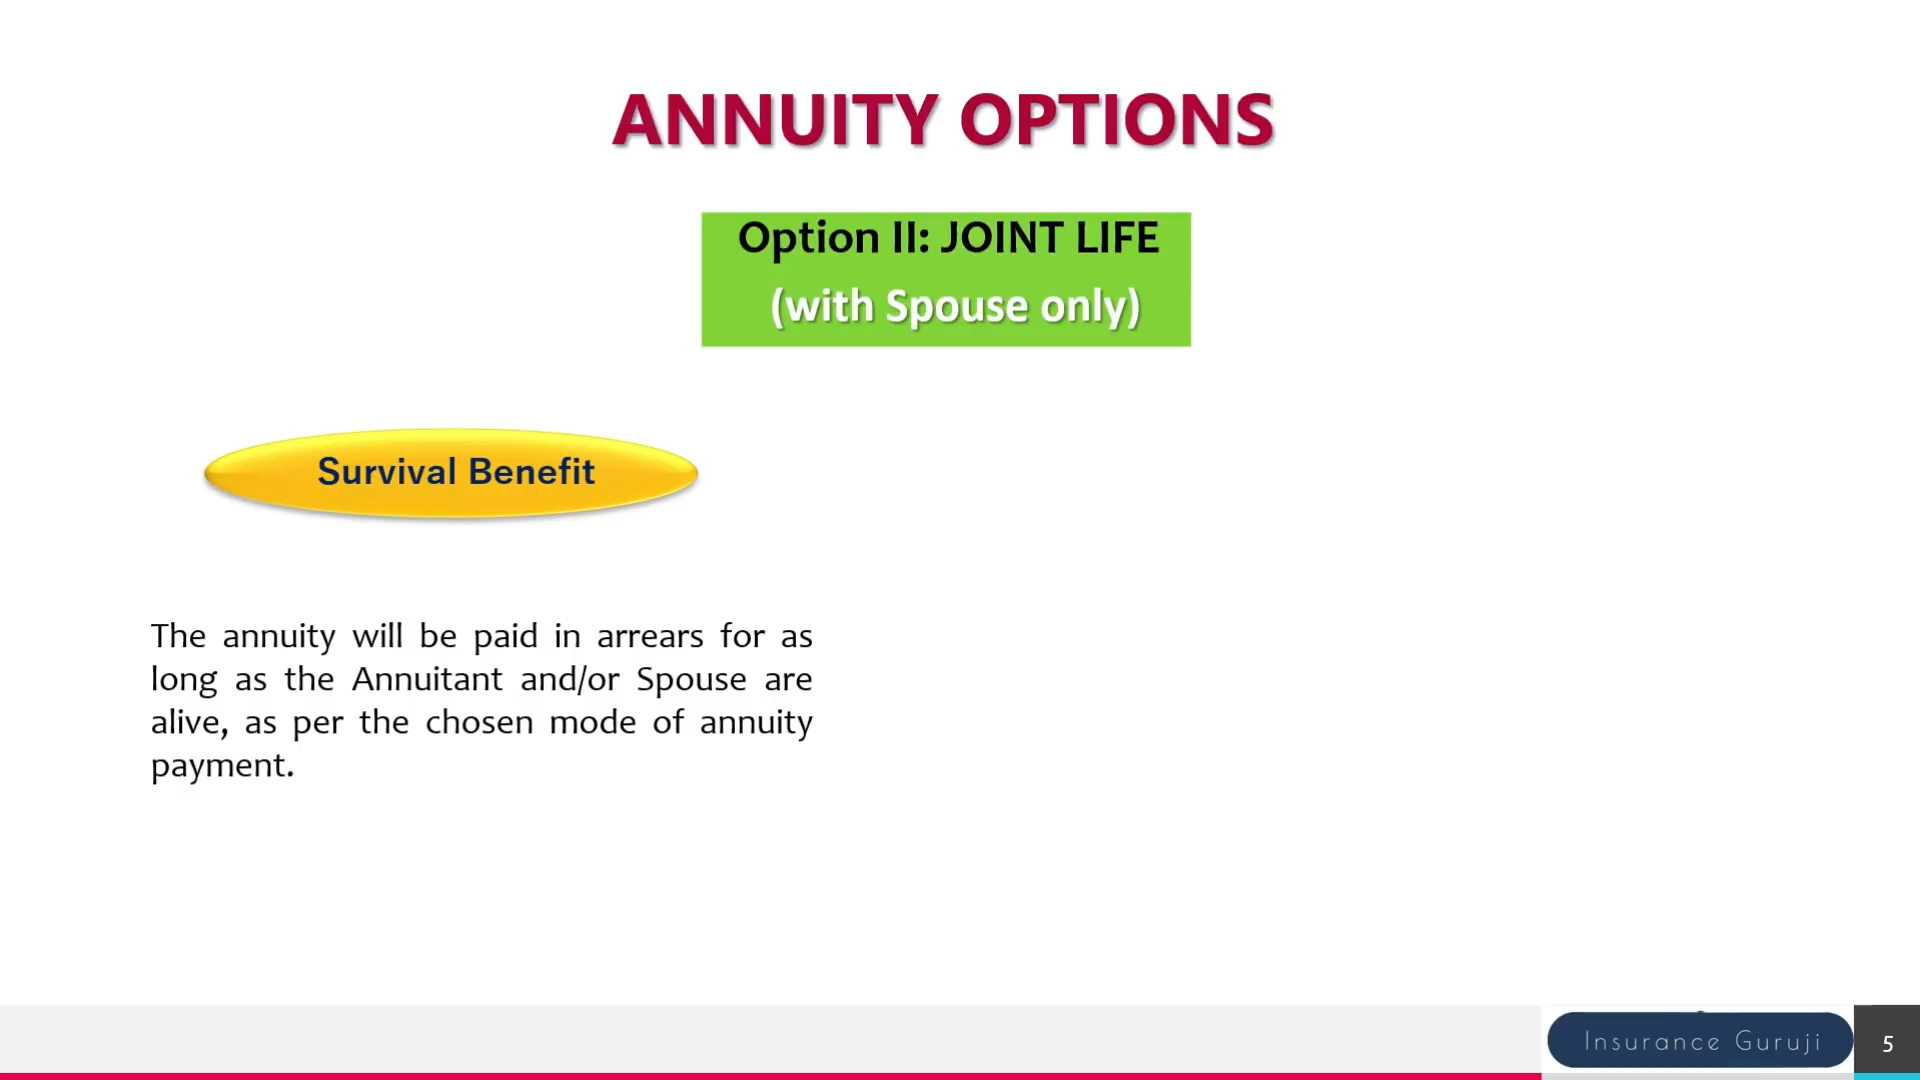 ANNUITY OPTIONS
Option II: JOINT LIFE
(with Spouse only)
Survival Benefit
The annuity will be paid in arrears for as
long as the Annuitant and/or Spouse are
alive, as per the chosen mode of annuity
payment.
Insurance Guruji
5